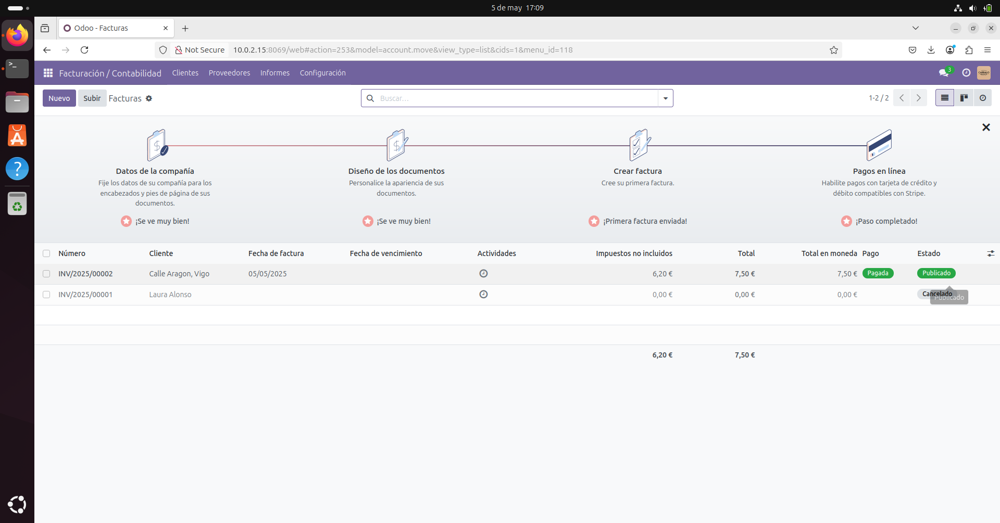 5 de may 17:09
Odoo - Facturas
Not Secure 10.0.2.15:8069/web#action=253&model=account.move&view_type=list&cids=1&menu_id=118
Facturación / Contabilidad Clientes Proveedores Informes Configuración 3
Nuevo Subir Facturas Buscar... 1-2 / 2
Datos de la compañía
Fije los datos de su compañía para los
encabezados y pies de página de sus
documentos.
¡Se ve muy bien!
Diseño de los documentos
Personalice la apariencia de sus
documentos.
¡Se ve muy bien!
Crear factura
Cree su primera factura.
¡Primera factura enviada!
Pagos en línea
Habilite pagos con tarjeta de crédito y
débito compatibles con Stripe.
¡Paso completado!
Número Cliente Fecha de factura Fecha de vencimiento Actividades Impuestos no incluidos Total Total en moneda Pago Estado
INV/2025/00002 Calle Aragon, Vigo 05/05/2025 6,20 € 7,50 € 7,50 € Pagada Publicado
INV/2025/00001 Laura Alonso 0,00 € 0,00 € 0,00 € Cancelado
Publicado
6,20 € 7,50 €